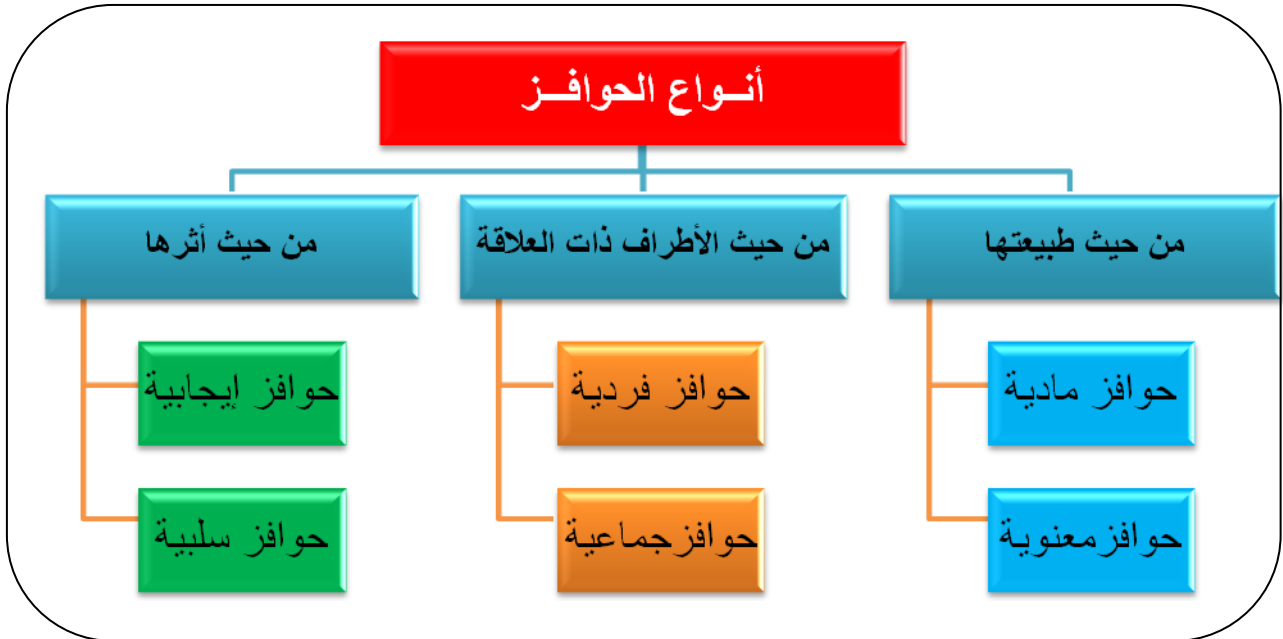 أنــواع الحوافــز
من حيث طبيعتها
من حيث الأطراف ذات العلاقة
من حيث أثرها
حوافز مادية
حوافز فردية
حوافز إيجابية
حوافزمعنوية
حوافزجماعية
حوافز سلبية